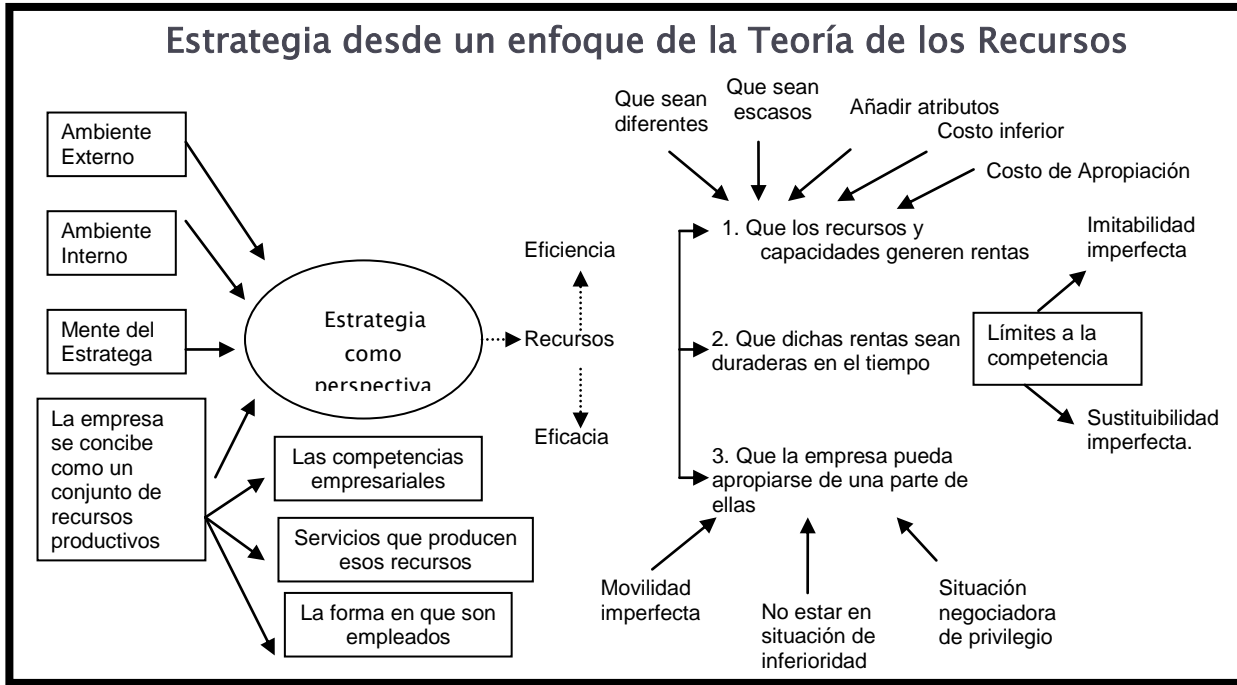 Estrategia desde un enfoque de la Teoría de los Recursos
Ambiente
Externo
Ambiente
Interno
Mente del
Estratega
La empresa
se concibe
como un
conjunto de
recursos
productivos
Estrategia
como
perspectiva
Las competencias
empresariales
Servicios que producen
esos recursos
La forma en que son
empleados
Eficiencia
Recursos
Eficacia
Que sean
diferentes
Que sean
escasos
Añadir atributos
Costo inferior
Costo de Apropiación
1. Que los recursos y
capacidades generen rentas
2. Que dichas rentas sean
duraderas en el tiempo
3. Que la empresa pueda
apropiarse de una parte de
ellas
Imitabilidad
imperfecta
Límites a la
competencia
Sustituibilidad
imperfecta.
Movilidad
imperfecta
No estar en
situación de
inferioridad
Situación
negociadora
de privilegio